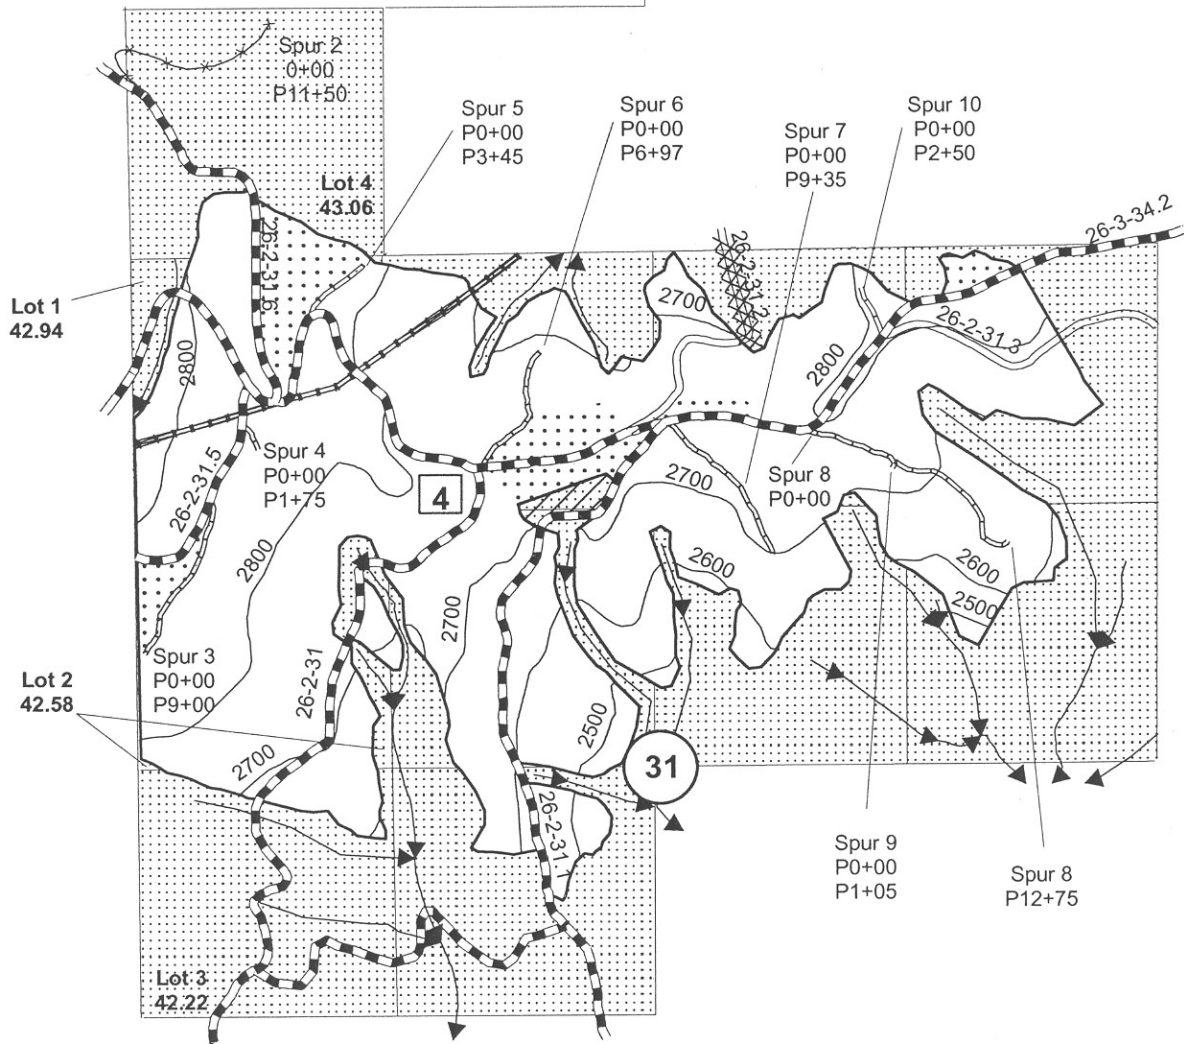 Spur 2
0+00
P11+50
Spur 5
P0+00
P3+45
Spur 6
P0+00
P6+97
Spur 7
P0+00
P9+35
Spur 10
P0+00
P2+50
Lot 4
43.06
26-3-34.2
26-2-31.6
26-2-31.2
Lot 1
42.94
2700
26-2-31.3
2800
2800
Spur 4
P0+00
P1+75
26-2-31.5
4
2700
Spur 8
P0+00
2800
2700
2600
2600
2500
Spur 3
P0+00
P9+00
26-2-31
Lot 2
42.58
2500
2700
31
26-2-31.1
Spur 9
P0+00
P1+05
Spur 8
P12+75
Lot 3
42.22